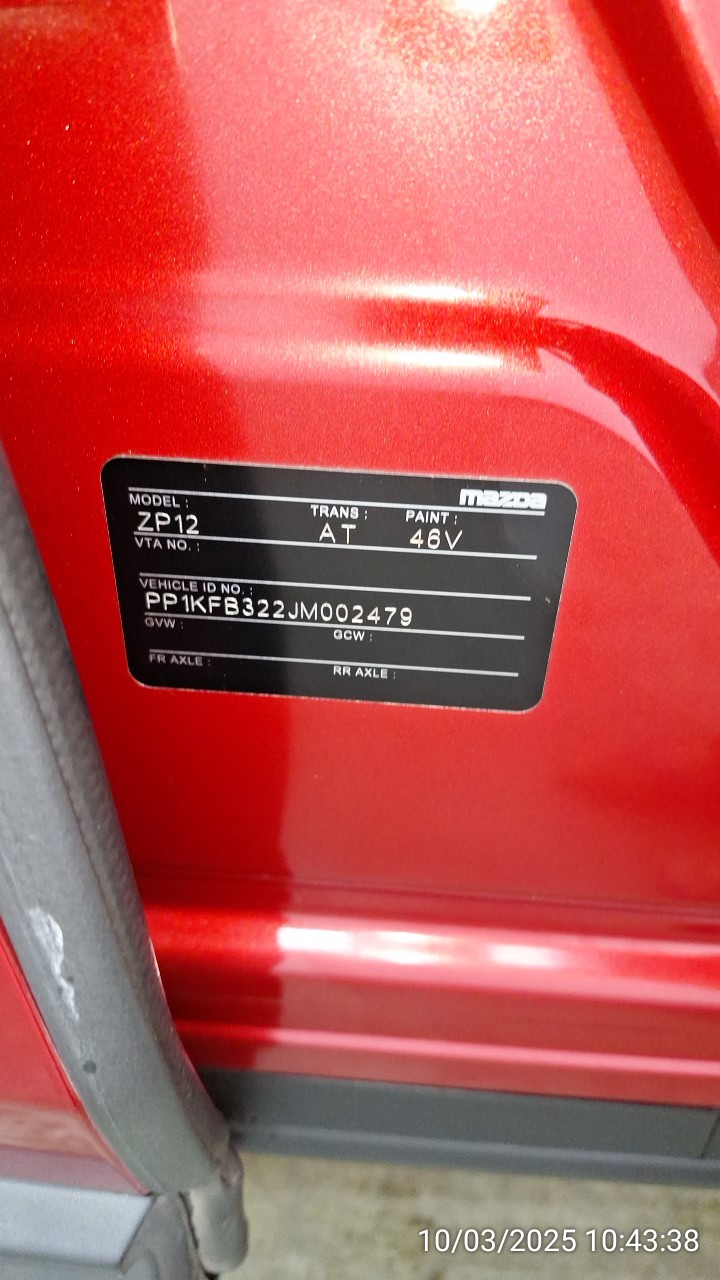 mazda
MODEL : TRANS : PAINT :
ZP12 AT 46V
VTA NO. :
VEHICLE ID NO. :
PP1KFB322JM002479
GVW : GCW :
FR AXLE : RR AXLE :
10/03/2025 10:43:38